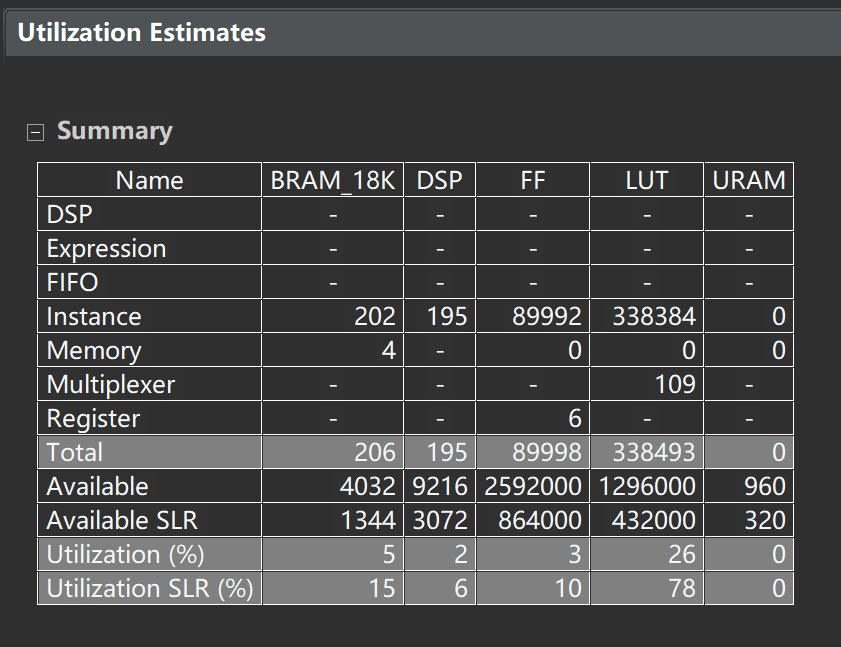 Utilization Estimates
Summary
Name BRAM_18K DSP FF LUT URAM
DSP - - - - -
Expression - - - - -
FIFO - - - - -
Instance 202 195 89992 338384 0
Memory 4 - 0 0 0
Multiplexer - - - 109 -
Register - - 6 - -
Total 206 195 89998 338493 0
Available 4032 9216 2592000 1296000 960
Available SLR 1344 3072 864000 432000 320
Utilization (%) 5 2 3 26 0
Utilization SLR (%) 15 6 10 78 0